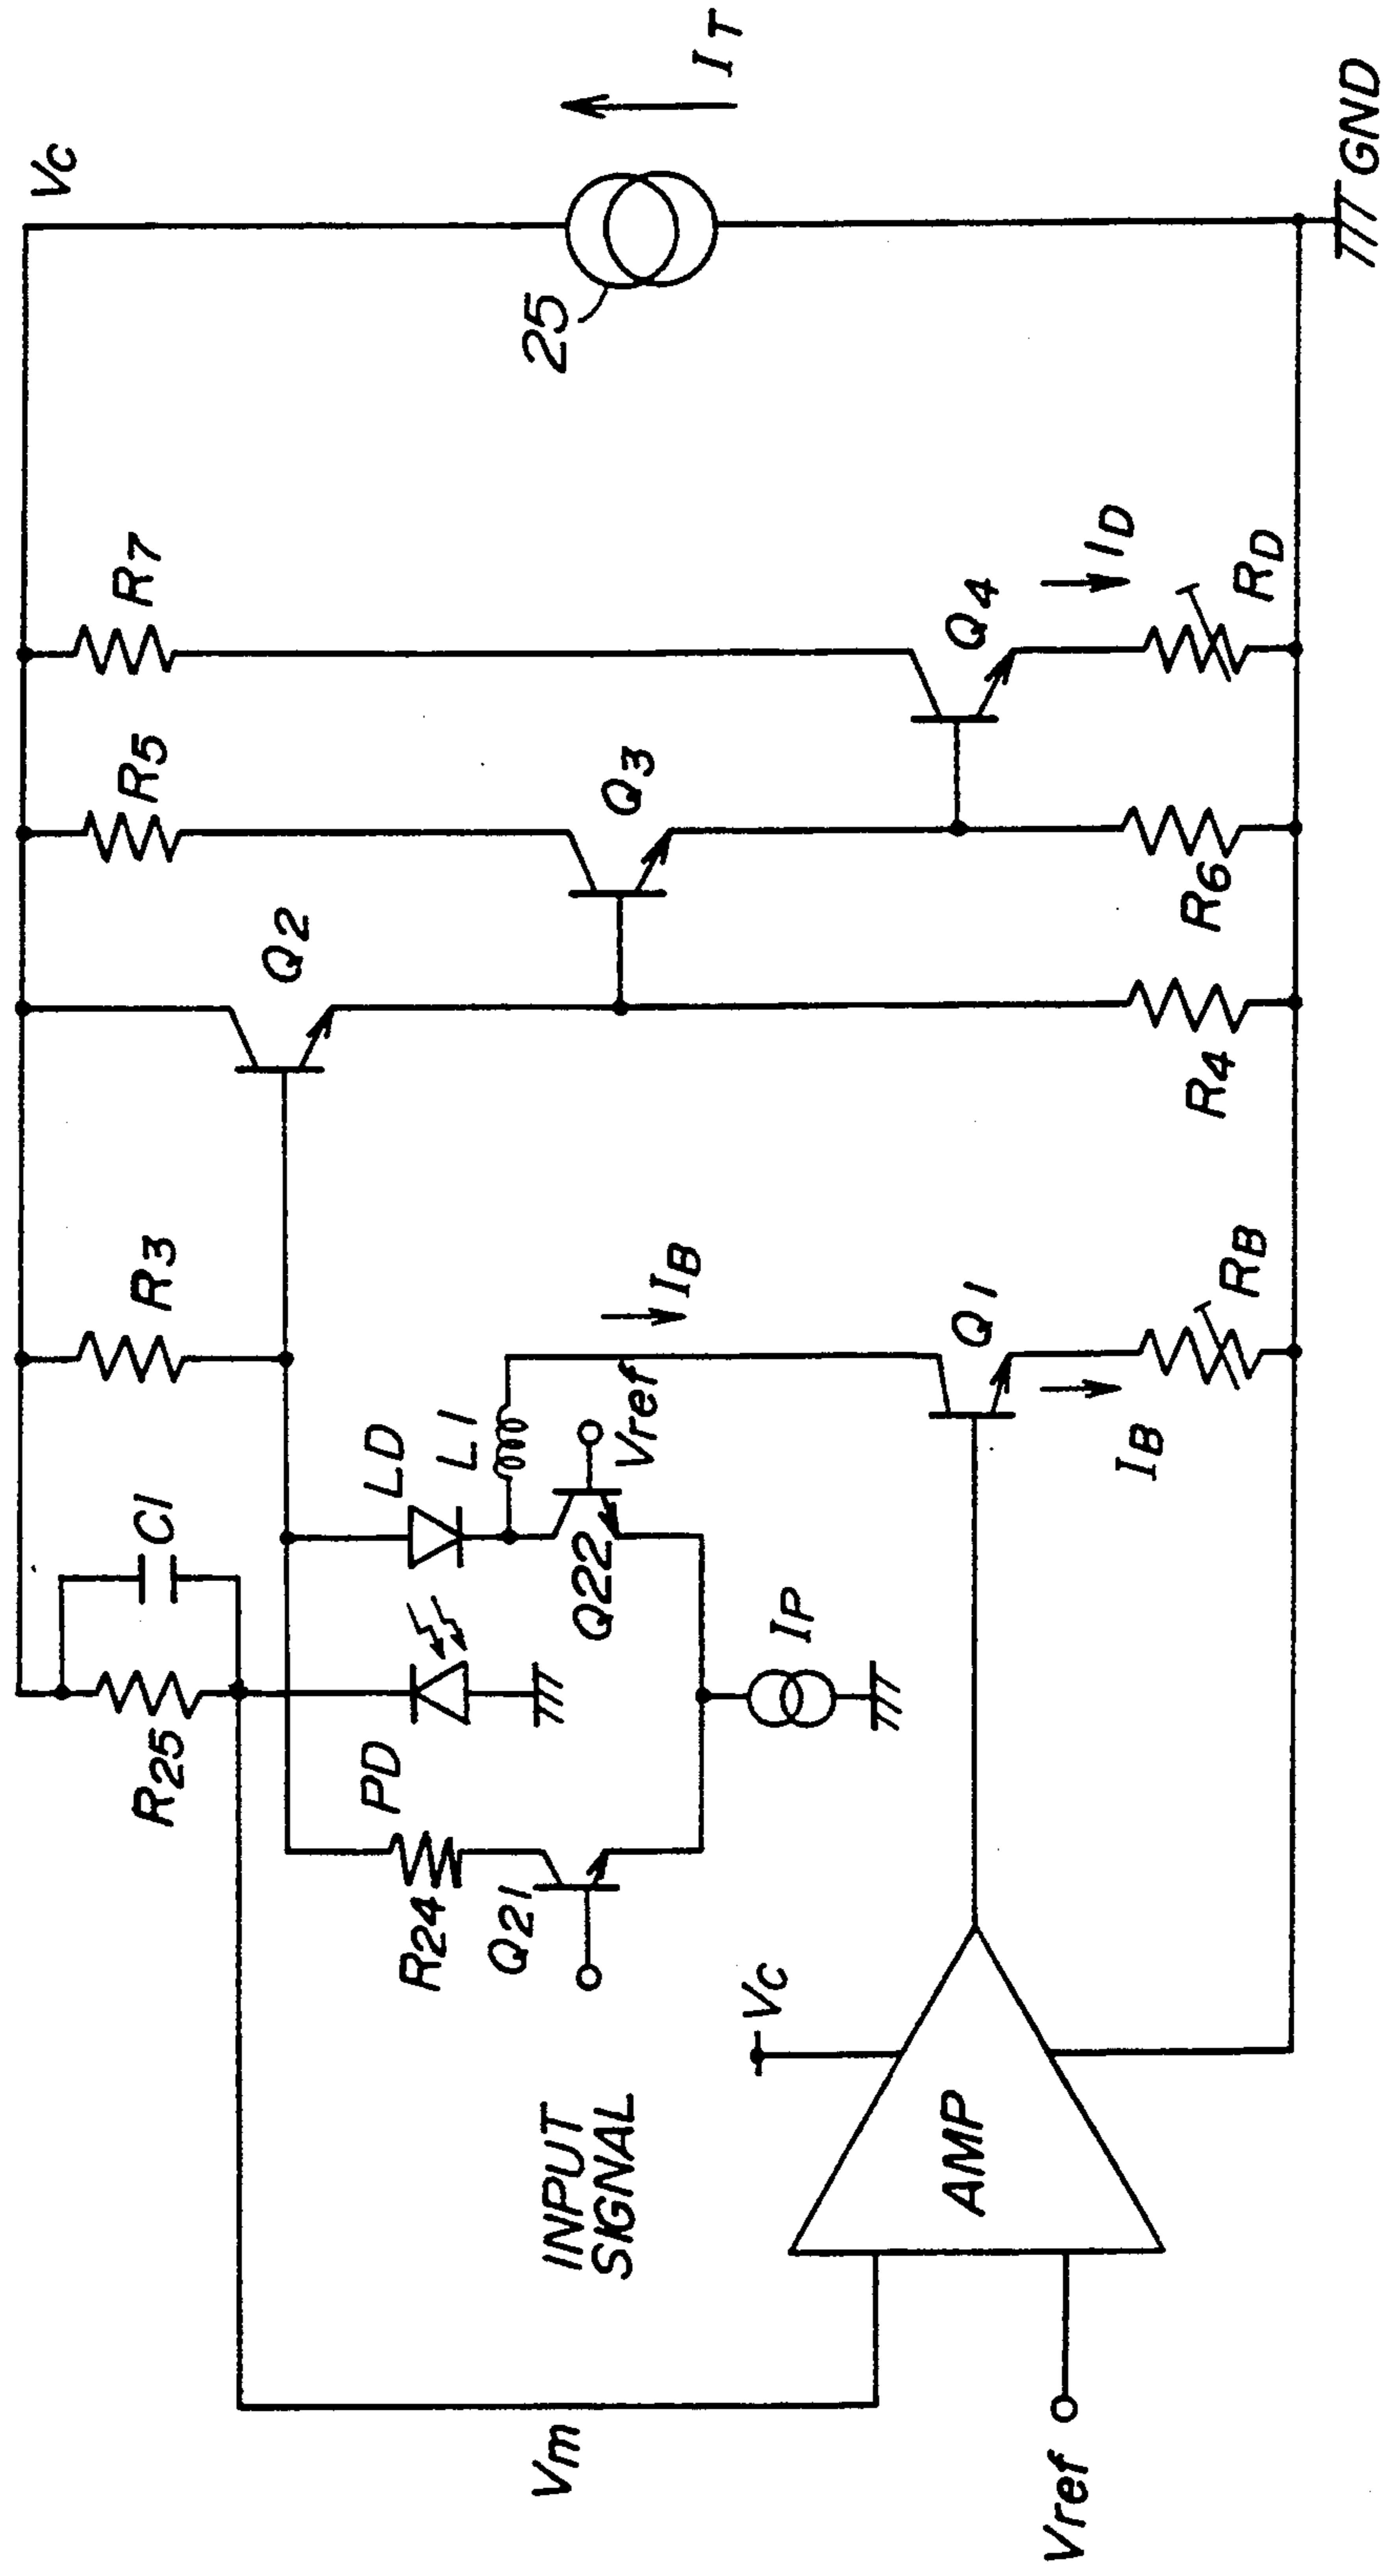 Vc
IT
25
R7
R5
Q3
Q4
ID
RD
Q2
R6
R4
R3
IB
Q1
RB
IB
C1
LD
L1
Vref
Q22
R25
PD
IP
R24
Q21
Vc
INPUT
SIGNAL
AMP
Vm
Vref
GND